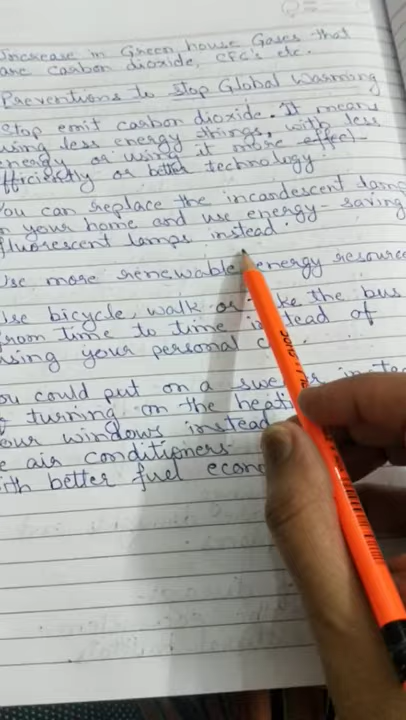 Increase in Green house Gases that
are carbon dioxide, CFC's etc.
Preventions to Stop Global Warming
Stop emit carbon dioxide. It means
using less energy things, with less
energy or using it more effect-
fficiently or better technology.
You can replace the incandescent
in your home and use energy-saving
fluorescent lamps instead.
Use more renewable energy resource
Use bicycle, walk or take the bus
from time to time instead of
using your personal
You could put on a
of turning on the
your windows instead
e air conditioners
with better fuel